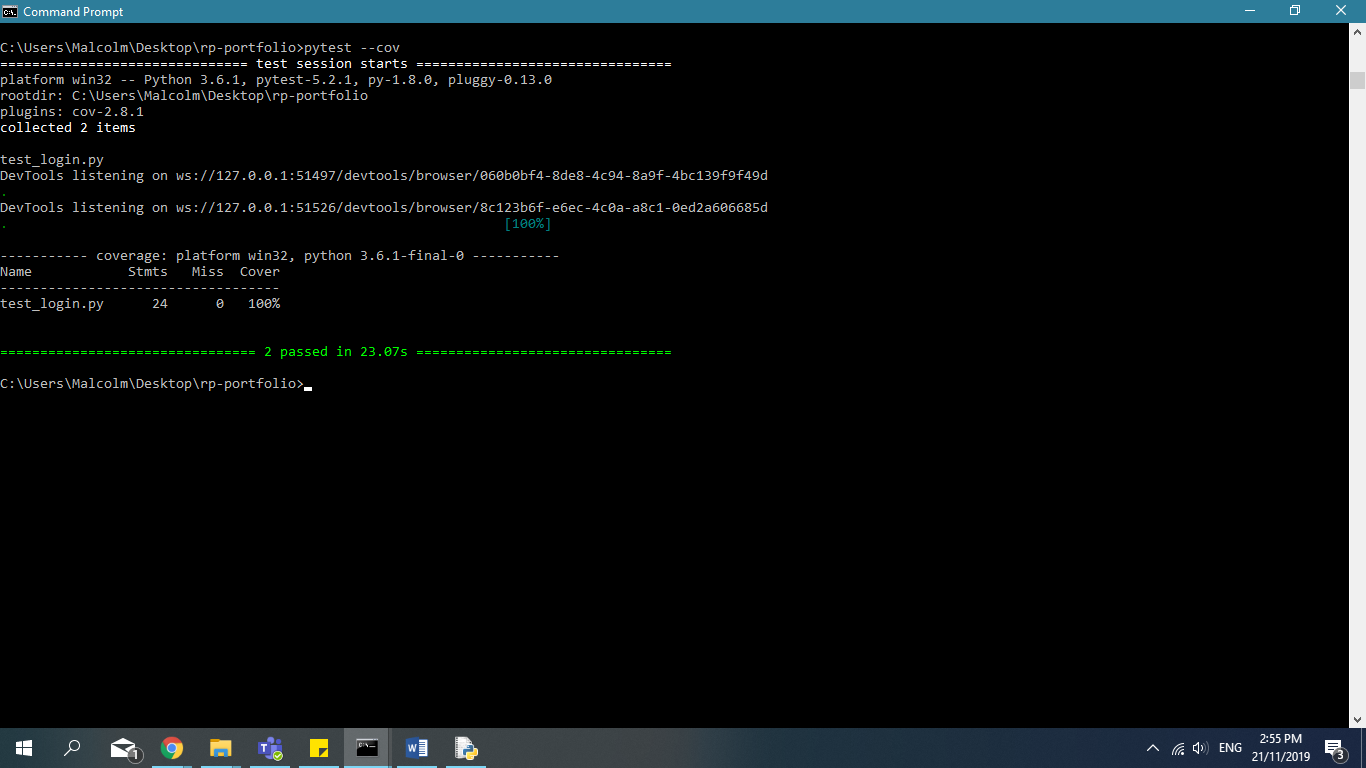 Command Prompt
C:\Users\Malcolm\Desktop\rp-portfolio>pytest --cov
============================= test session starts ================================
platform win32 -- Python 3.6.1, pytest-5.2.1, py-1.8.0, pluggy-0.13.0
rootdir: C:\Users\Malcolm\Desktop\rp-portfolio
plugins: cov-2.8.1
collected 2 items
test_login.py
DevTools listening on ws://127.0.0.1:51497/devtools/browser/060b0bf4-8de8-4c94-8a9f-4bc139f9f49d
.
DevTools listening on ws://127.0.0.1:51526/devtools/browser/8c123b6f-e6ec-4c0a-a8c1-0ed2a606685d
. [100%]
----------- coverage: platform win32, python 3.6.1-final-0 -----------
Name Stmts Miss Cover
-----------------------------------
test_login.py 24 0 100%
================================ 2 passed in 23.07s ================================
C:\Users\Malcolm\Desktop\rp-portfolio>
1
ENG
2:55 PM
21/11/2019
3